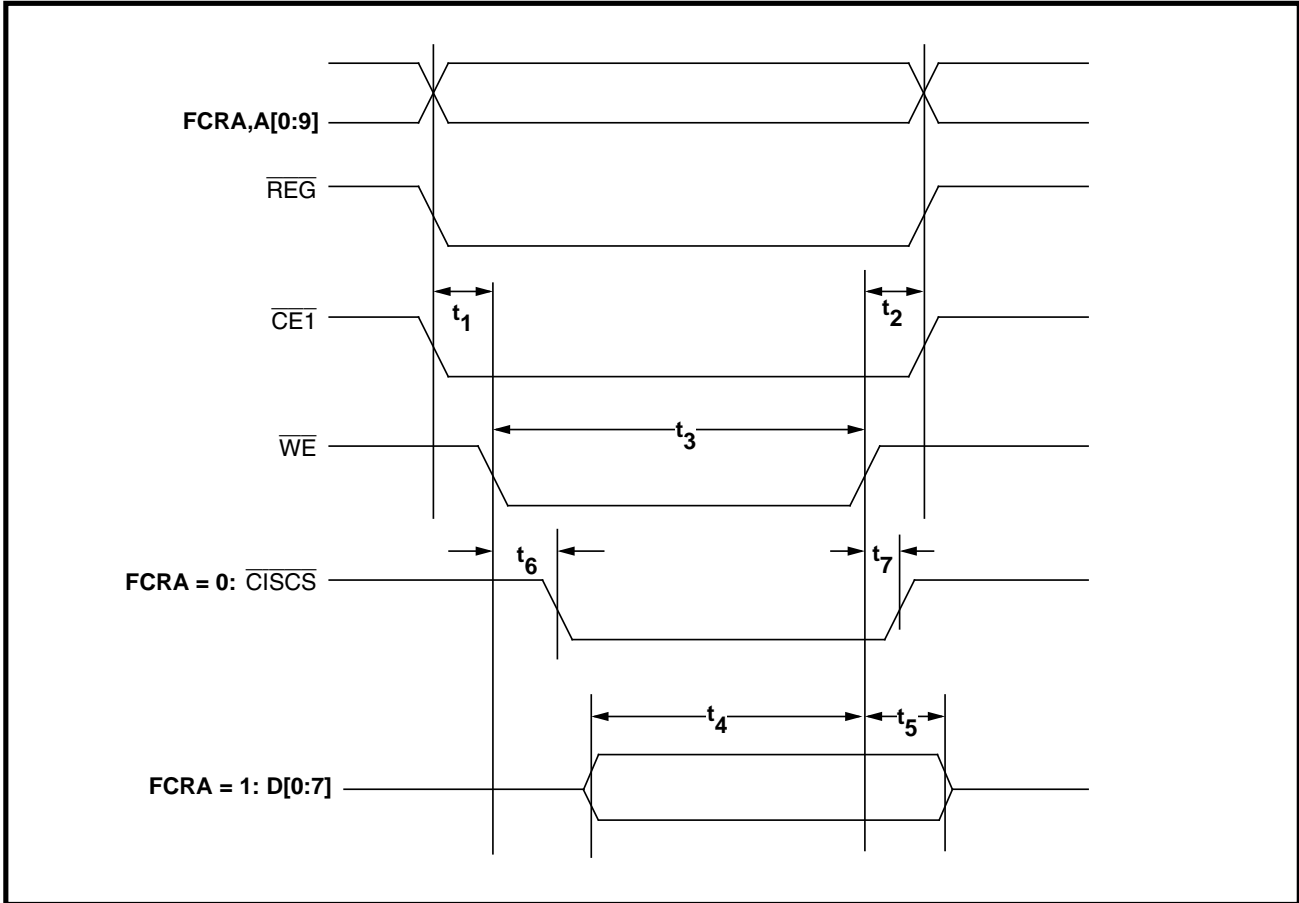 FCRA,A[0:9]
REG
t1 t2
CE1
t3
WE
t6 t7
FCRA = 0: CISCS
t4 t5
FCRA = 1: D[0:7]